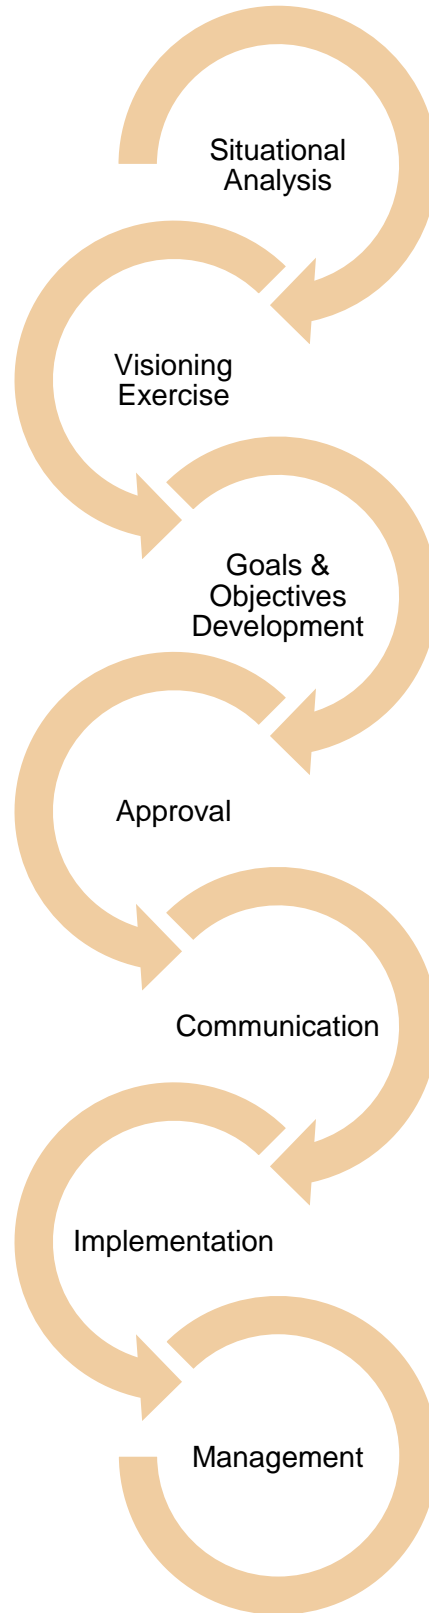 Situational
Analysis
Visioning
Exercise
Goals &
Objectives
Development
Approval
Communication
Implementation
Management